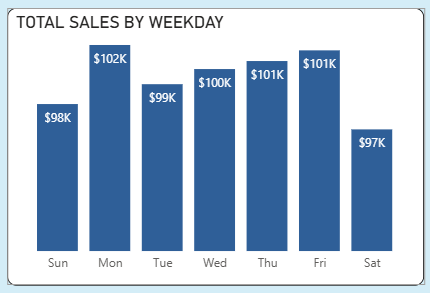 TOTAL SALES BY WEEKDAY
$98K
$102K
$99K
$100K
$101K
$101K
$97K
Sun Mon Tue Wed Thu Fri Sat